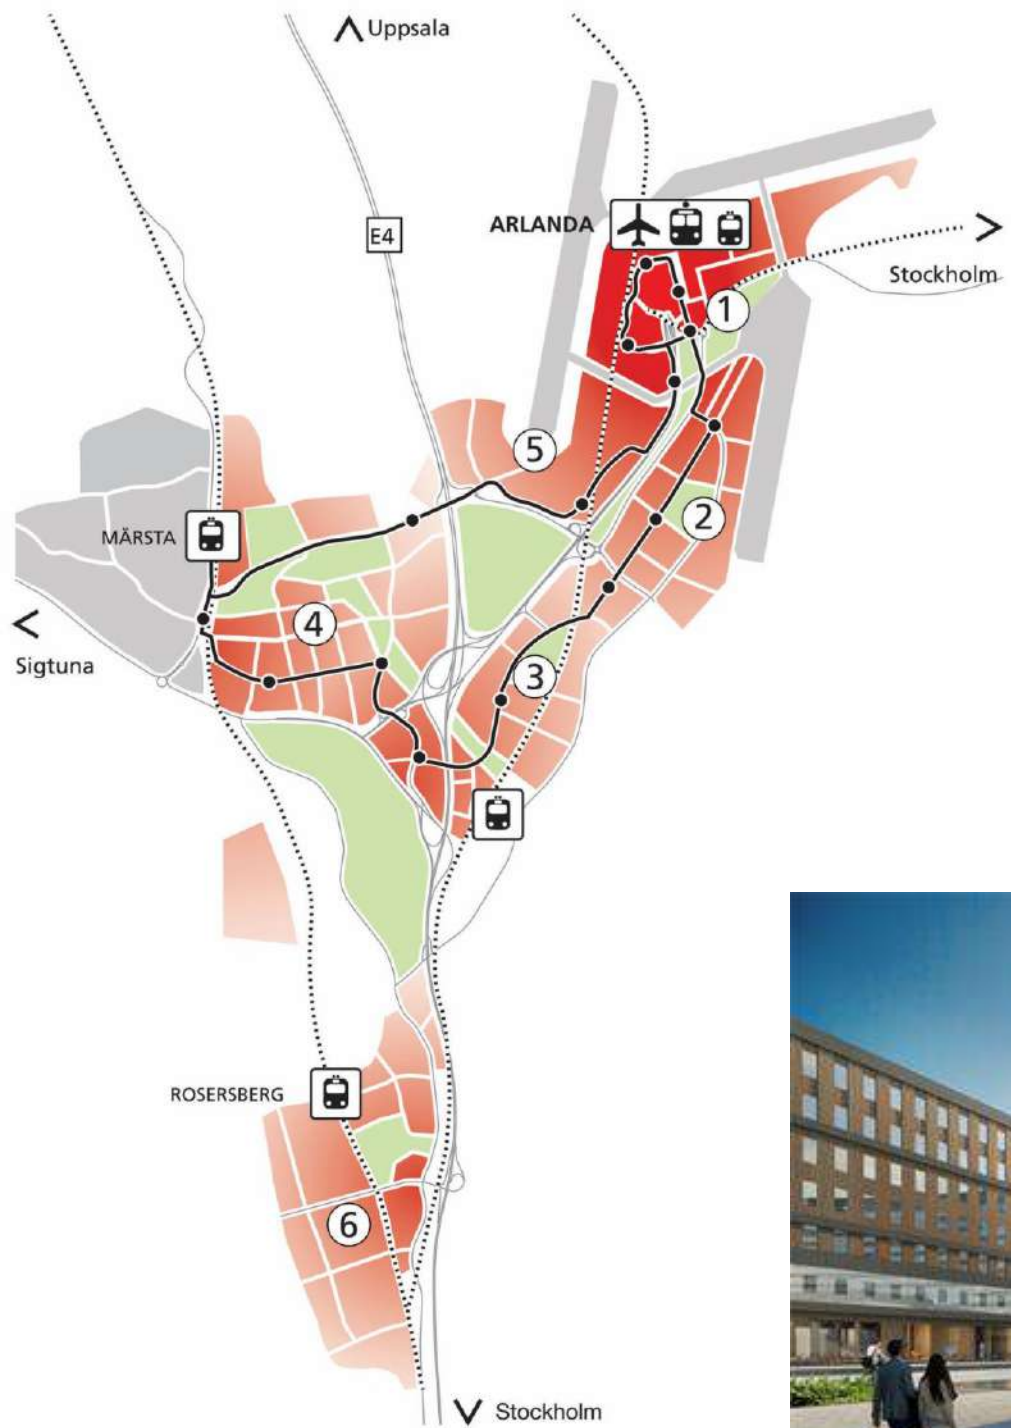 Uppsala
E4
ARLANDA
Stockholm
1
5
2
MÄRSTA
4
Sigtuna
3
ROSERSBERG
6
Stockholm